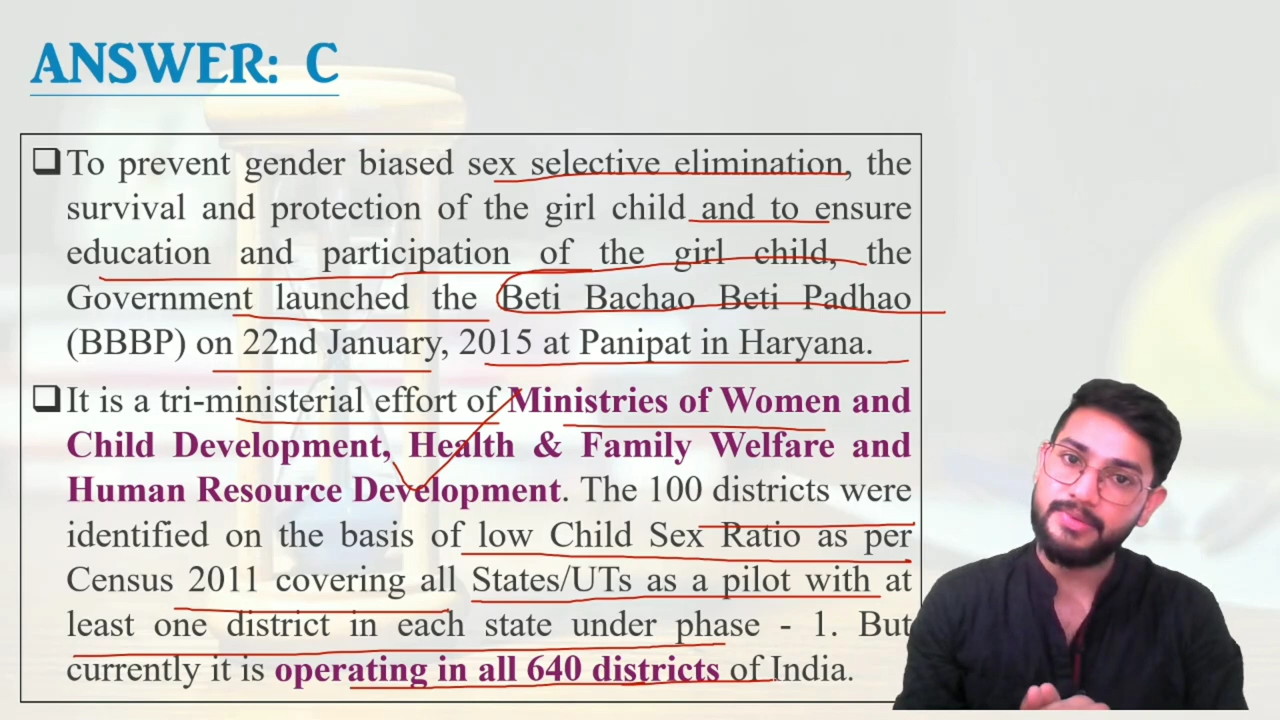 ANSWER: C
❑To prevent gender biased sex selective elimination, the
survival and protection of the girl child and to ensure
education and participation of the girl child, the
Government launched the Beti Bachao Beti Padhao
(BBBP) on 22nd January, 2015 at Panipat in Haryana.
❑It is a tri-ministerial effort of Ministries of Women and
Child Development, Health & Family Welfare and
Human Resource Development. The 100 districts were
identified on the basis of low Child Sex Ratio as per
Census 2011 covering all States/UTs as a pilot with at
least one district in each state under phase - 1. But
currently it is operating in all 640 districts of India.